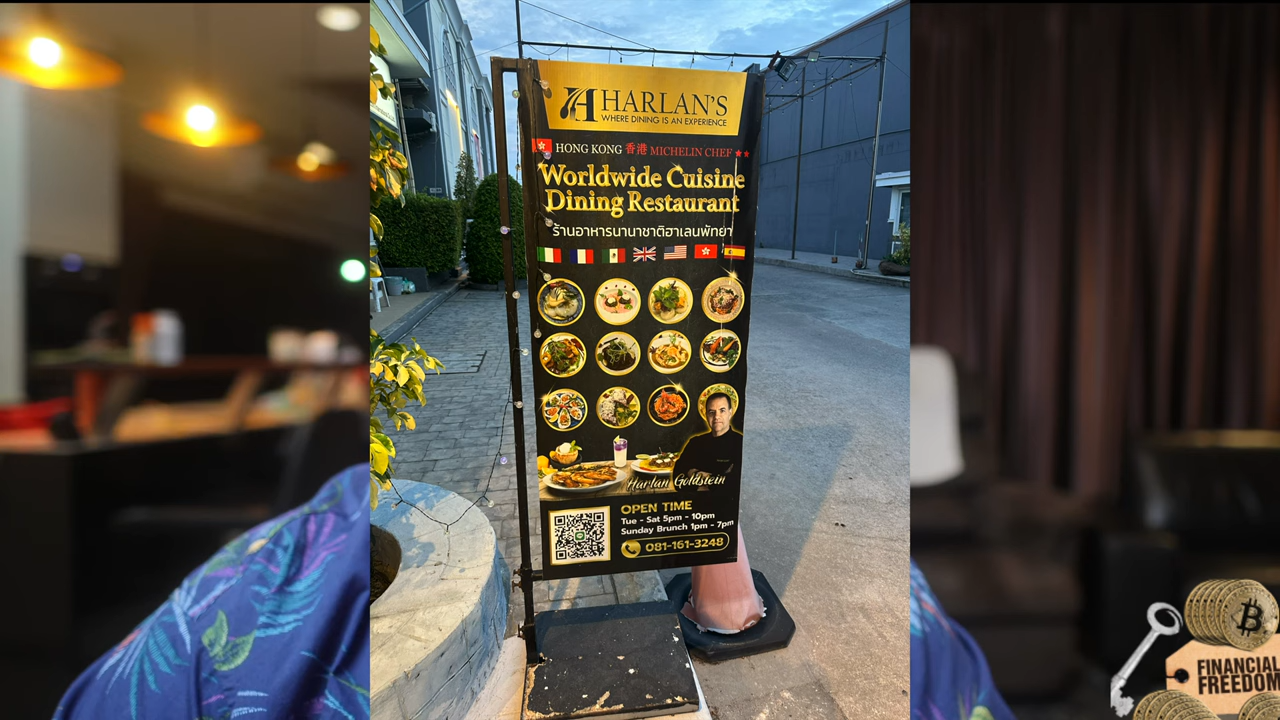 HARLAN'S
WHERE DINING IS AN EXPERIENCE
HONG KONG 香港 MICHELIN CHEF
Worldwide Cuisine
Dining Restaurant
ร้านอาหารนานาชาติฮาเลนพัทยา
Harlan Goldstein
OPEN TIME
Tue - Sat 5pm - 10pm
Sunday Brunch 1pm - 7pm
081-161-3248
FINANCIAL
FREEDOM